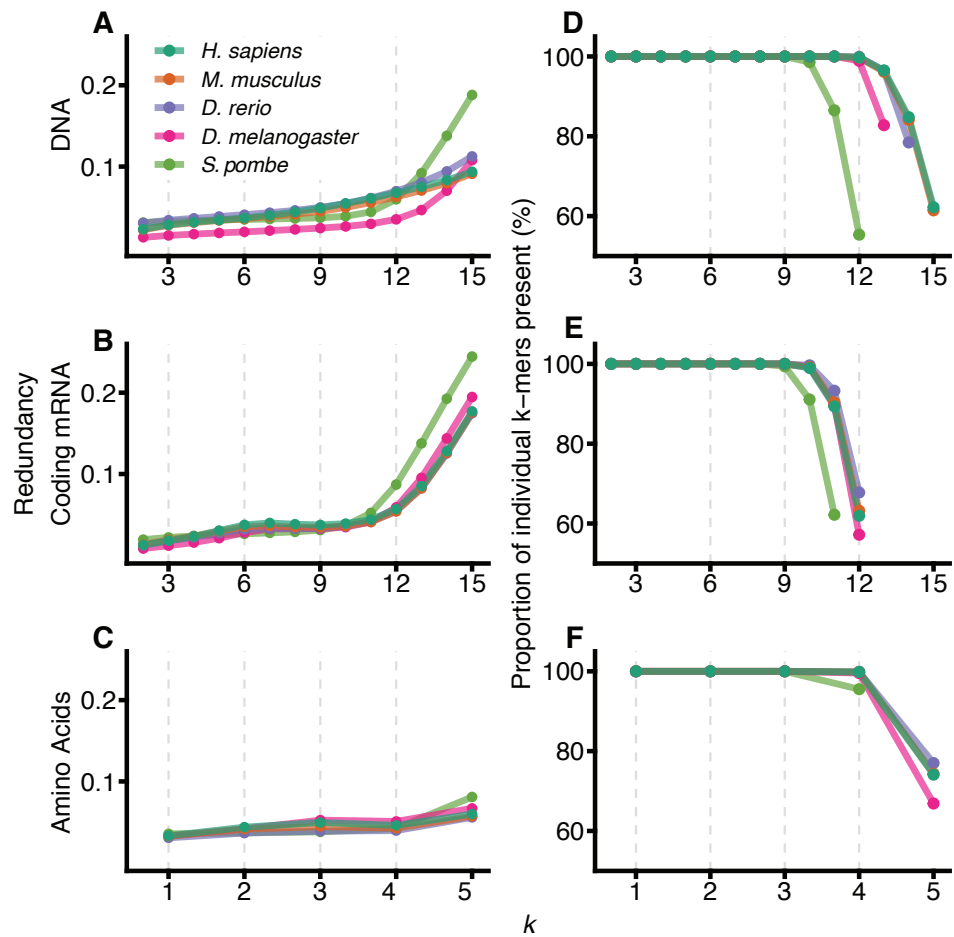 A
H. sapiens
M. musculus
D. rerio
D. melanogaster
S. pombe
0.2
0.1
DNA
3 6 9 12 15
B
0.2
0.1
Redundancy
Coding mRNA
3 6 9 12 15
C
0.2
0.1
Amino Acids
1 2 3 4 5
D
100
80
60
3 6 9 12 15
Proportion of individual k−mers present (%)
E
100
80
60
3 6 9 12 15
F
100
80
60
1 2 3 4 5
k